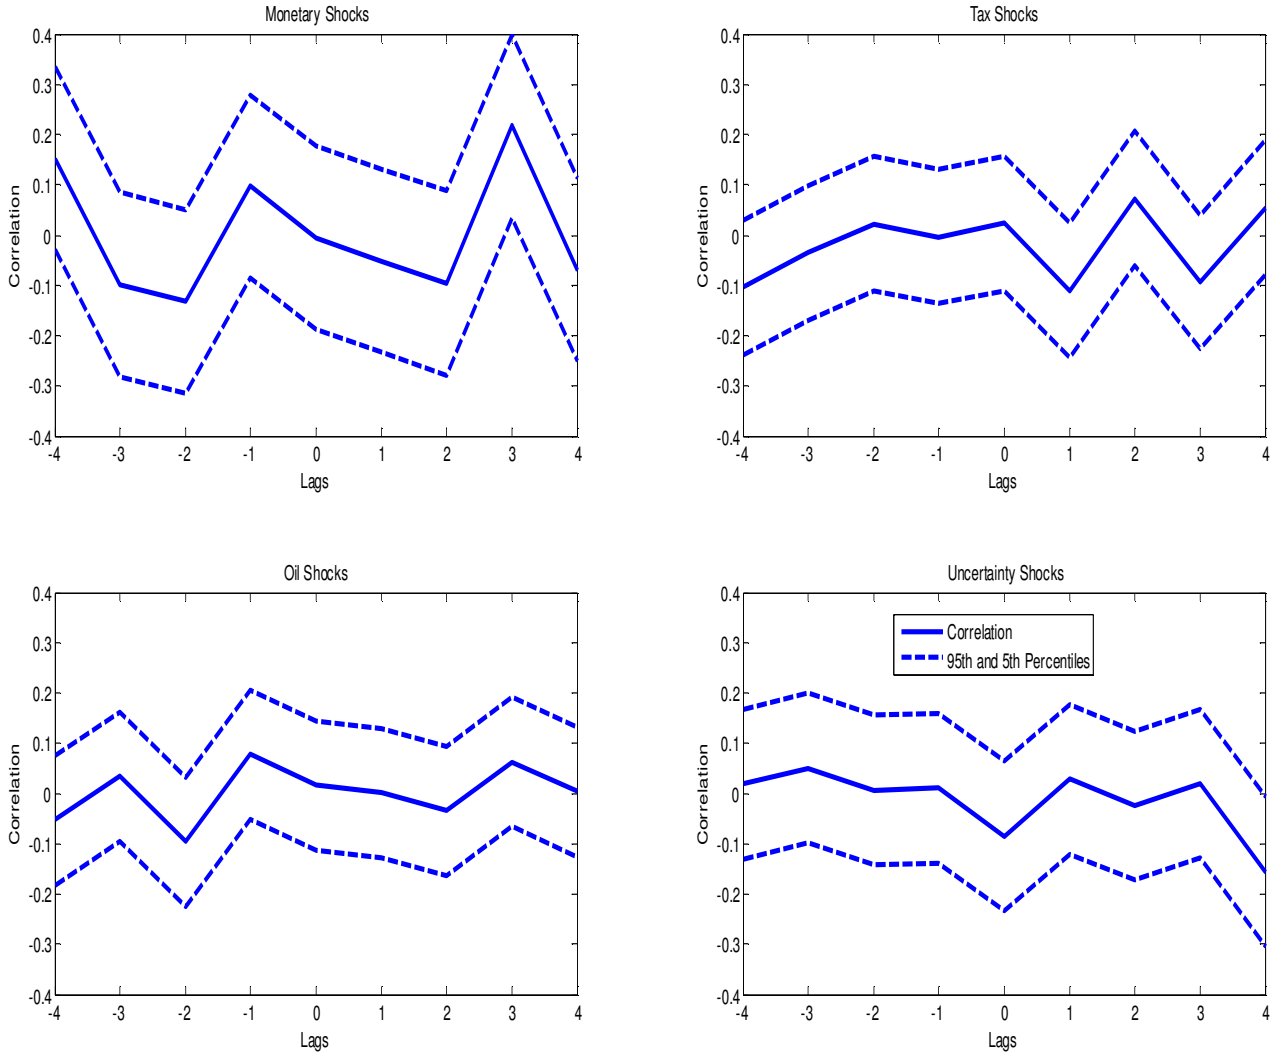 Monetary Shocks
0.4
0.3
0.2
0.1
0
-0.1
-0.2
-0.3
-0.4
Correlation
-4 -3 -2 -1 0 1 2 3 4
Lags
Tax Shocks
0.4
0.3
0.2
0.1
0
-0.1
-0.2
-0.3
-0.4
Correlation
-4 -3 -2 -1 0 1 2 3 4
Lags
Oil Shocks
0.4
0.3
0.2
0.1
0
-0.1
-0.2
-0.3
-0.4
Correlation
-4 -3 -2 -1 0 1 2 3 4
Lags
Uncertainty Shocks
0.4
0.3
0.2
0.1
0
-0.1
-0.2
-0.3
-0.4
Correlation
Correlation
95th and 5th Percentiles
-4 -3 -2 -1 0 1 2 3 4
Lags